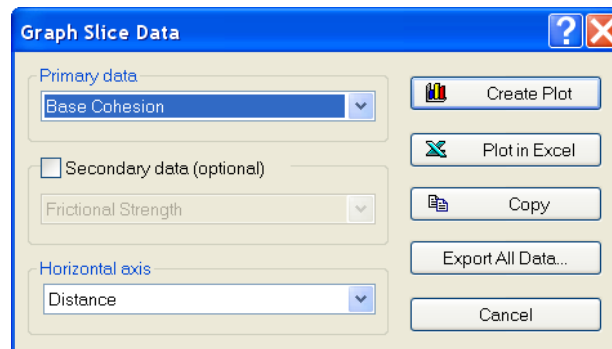 Graph Slice Data
Primary data
Base Cohesion
Secondary data (optional)
Frictional Strength
Horizontal axis
Distance
Create Plot
Plot in Excel
Copy
Export All Data...
Cancel